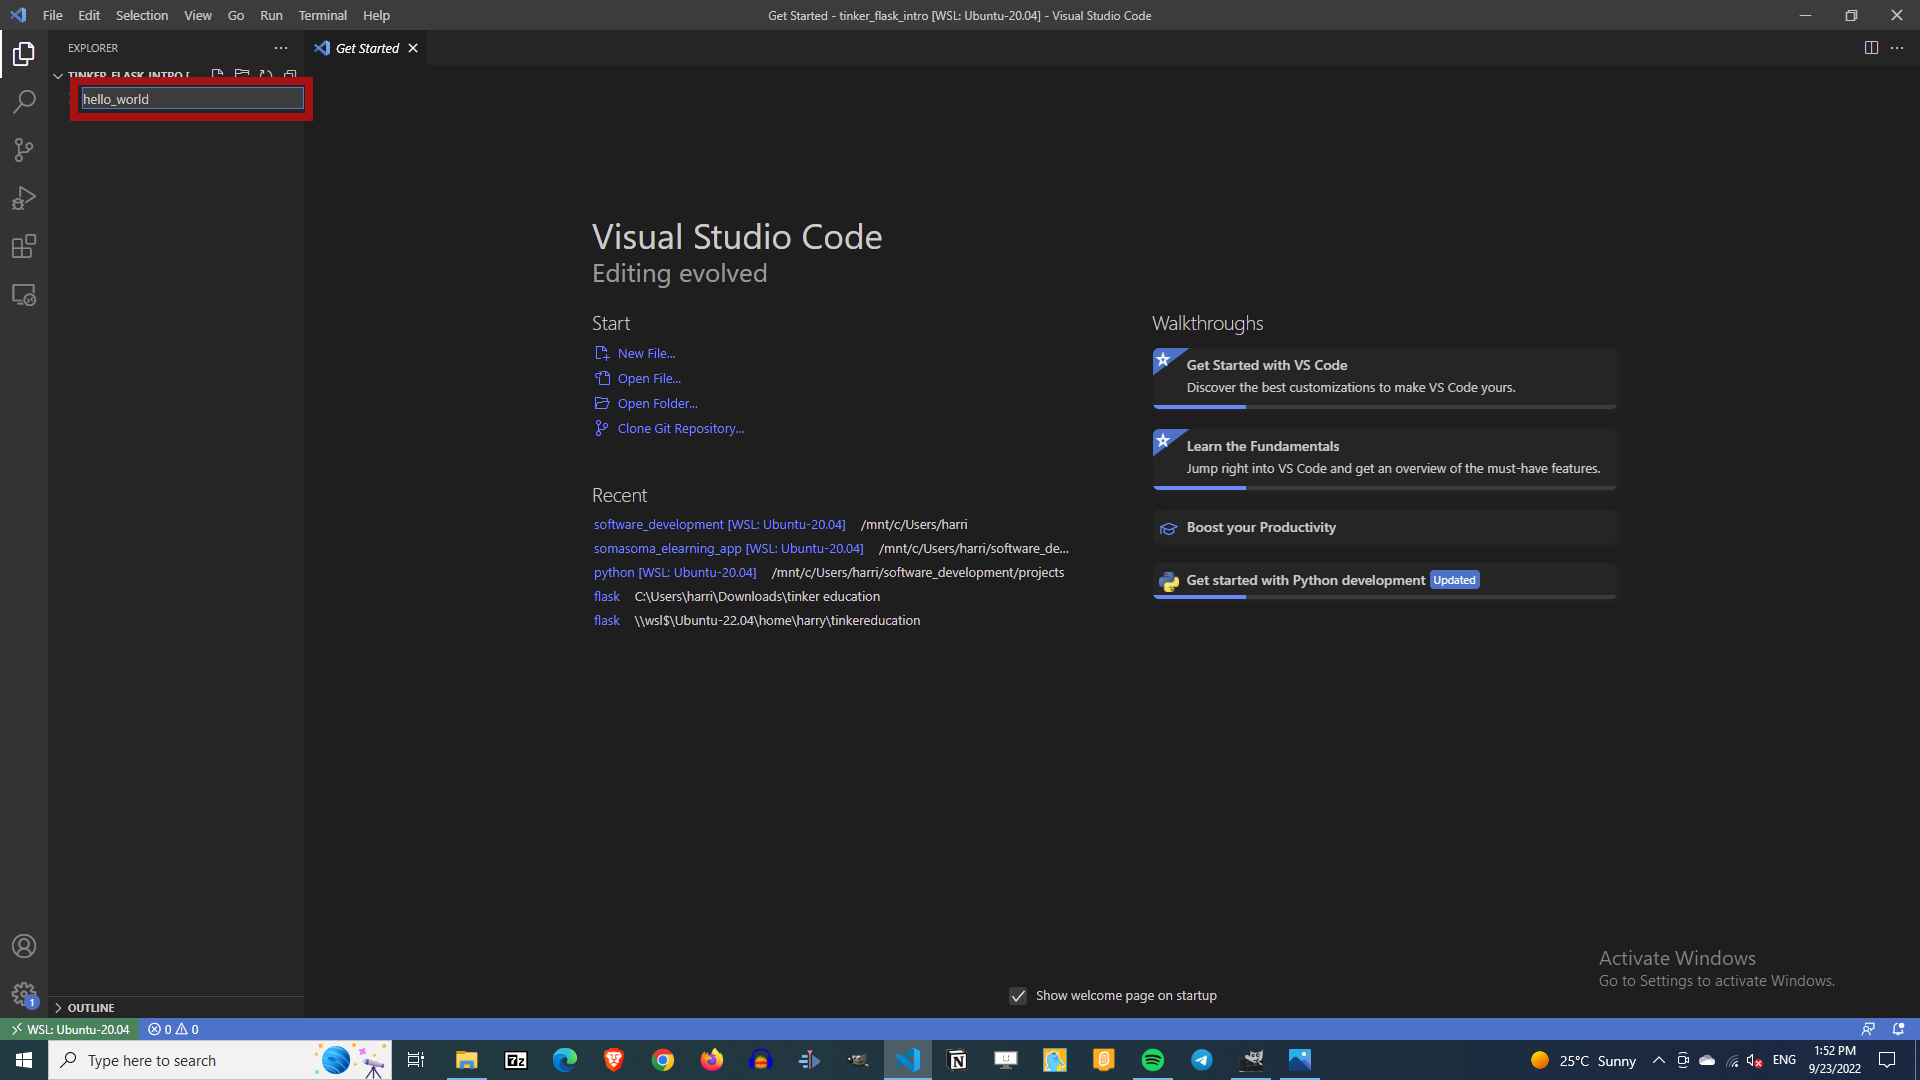 File Edit Selection View Go Run Terminal Help
Get Started - tinker_flask_intro [WSL: Ubuntu-20.04] - Visual Studio Code
EXPLORER
Get Started
TINKER_FLASK_INTRO [
hello_world
Visual Studio Code
Editing evolved
Start
New File...
Open File...
Open Folder...
Clone Git Repository...
Recent
software_development [WSL: Ubuntu-20.04] /mnt/c/Users/harri
somasoma_elearning_app [WSL: Ubuntu-20.04] /mnt/c/Users/harri/software_de...
python [WSL: Ubuntu-20.04] /mnt/c/Users/harri/software_development/projects
flask C:\Users\harri\Downloads\tinker education
flask \\wsl$\Ubuntu-22.04\home\harry\tinkereducation
Walkthroughs
Get Started with VS Code
Discover the best customizations to make VS Code yours.
Learn the Fundamentals
Jump right into VS Code and get an overview of the must-have features.
Boost your Productivity
Get started with Python development Updated
Activate Windows
Go to Settings to activate Windows.
Show welcome page on startup
1
OUTLINE
WSL: Ubuntu-20.04 0 0
Type here to search
7z
25°C Sunny
ENG
1:52 PM
9/23/2022